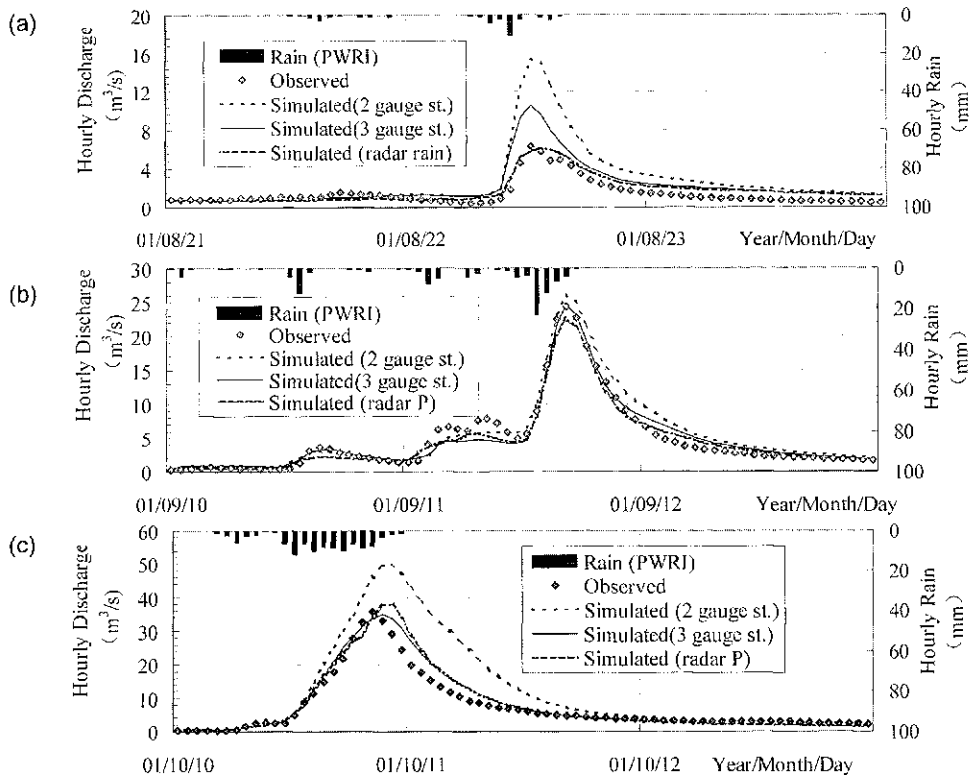 (a)
Hourly Discharge
(m³/s)
20
16
12
8
4
0
Rain (PWRI)
Observed
Simulated(2 gauge st.)
Simulated(3 gauge st.)
Simulated (radar rain)
0
20
40
60
80
100
Hourly Rain
(mm)
01/08/21
01/08/22
01/08/23
Year/Month/Day
(b)
Hourly Discharge
(m³/s)
30
25
20
15
10
5
0
Rain (PWRI)
Observed
Simulated (2 gauge st.)
Simulated(3 gauge st.)
Simulated (radar P)
0
20
40
60
80
100
Hourly Rain
(mm)
01/09/10
01/09/11
01/09/12
Year/Month/Day
(c)
Hourly Discharge
(m³/s)
60
50
40
30
20
10
0
Rain (PWRI)
Observed
Simulated (2 gauge st.)
Simulated(3 gauge st.)
Simulated (radar P)
0
20
40
60
80
100
Hourly Rain
(mm)
01/10/10
01/10/11
01/10/12
Year/Month/Day